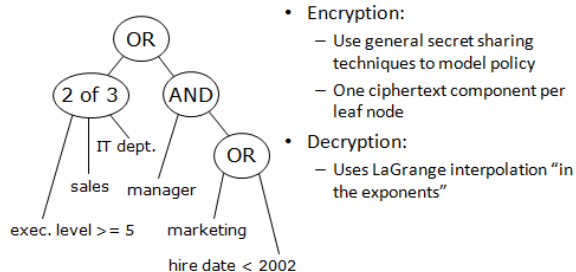 OR
2 of 3
AND
IT dept.
OR
sales
manager
exec. level >= 5
marketing
hire date < 2002
• Encryption:
– Use general secret sharing
techniques to model policy
– One ciphertext component per
leaf node
• Decryption:
– Uses LaGrange interpolation “in
the exponents”